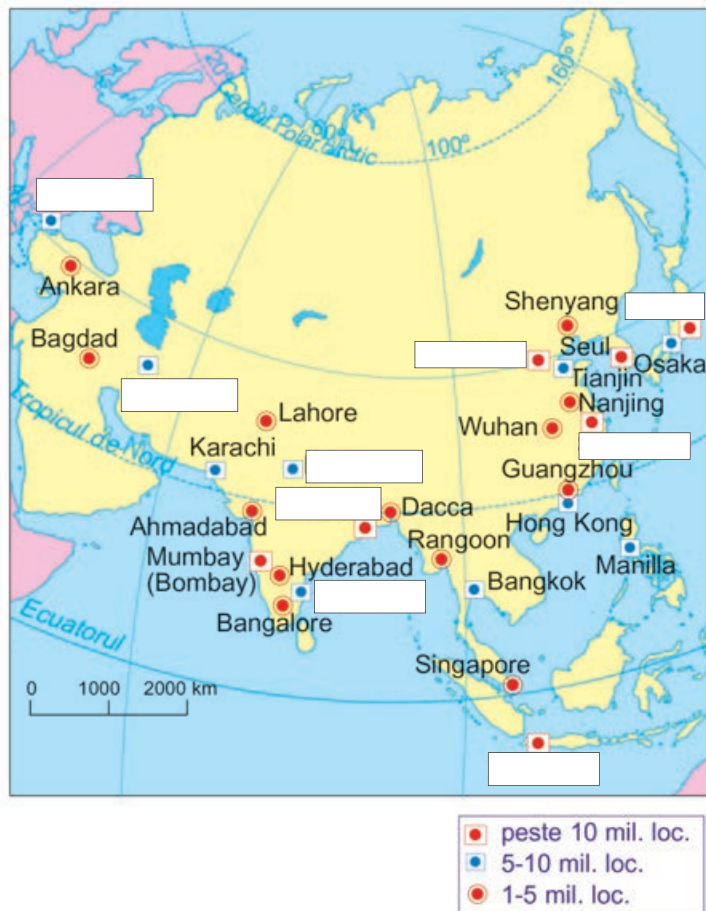 20
Cercul Polar Arctic
60°
100°
160°
Ankara
Shenyang
Bagdad
Seul
Osaka
Tianjin
Lahore
Nanjing
Tropicul de Nord
Karachi
Wuhan
Guangzhou
Ahmadabad
Dacca
Hong Kong
Mumbay
(Bombay)
Hyderabad
Rangoon
Manilla
Bangkok
Bangalore
Ecuatorul
Singapore
0 1000 2000 km
peste 10 mil. loc.
5-10 mil. loc.
1-5 mil. loc.